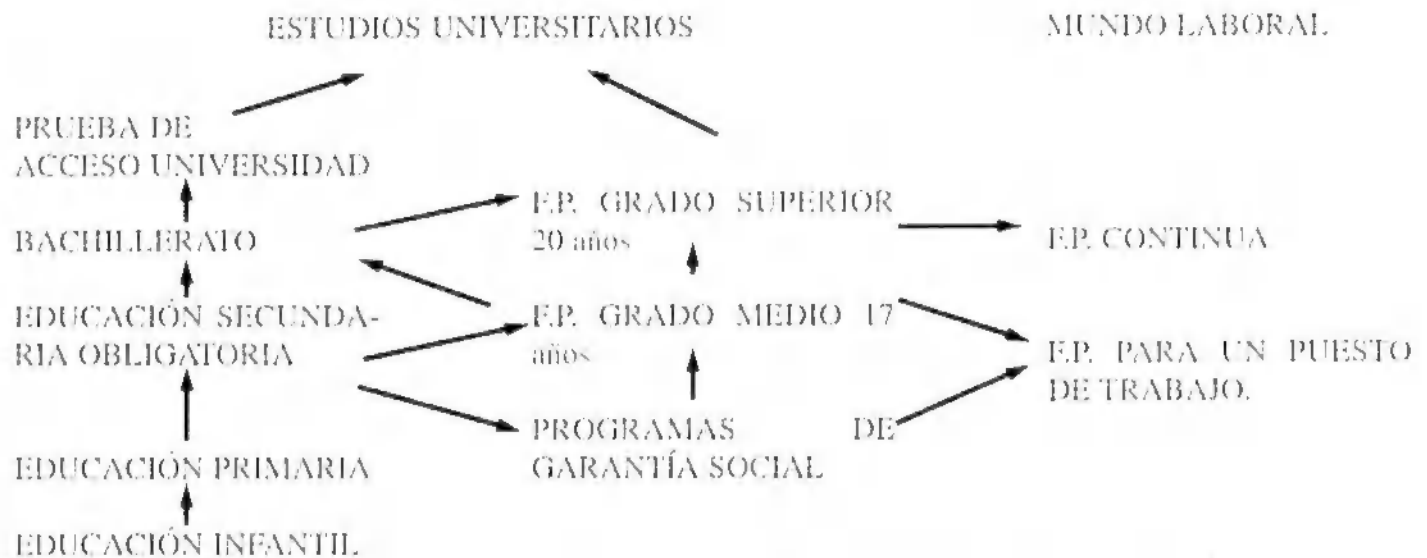 ESTUDIOS UNIVERSITARIOS
MUNDO LABORAL
PRUEBA DE
ACCESO UNIVERSIDAD
F.P. GRADO SUPERIOR
20 años
BACHILLERATO
F.P. CONTINUA
EDUCACIÓN SECUNDA-
RIA OBLIGATORIA
F.P. GRADO MEDIO 17
años
F.P. PARA UN PUESTO
DE TRABAJO.
PROGRAMAS DE
GARANTÍA SOCIAL
EDUCACIÓN PRIMARIA
EDUCACIÓN INFANTIL